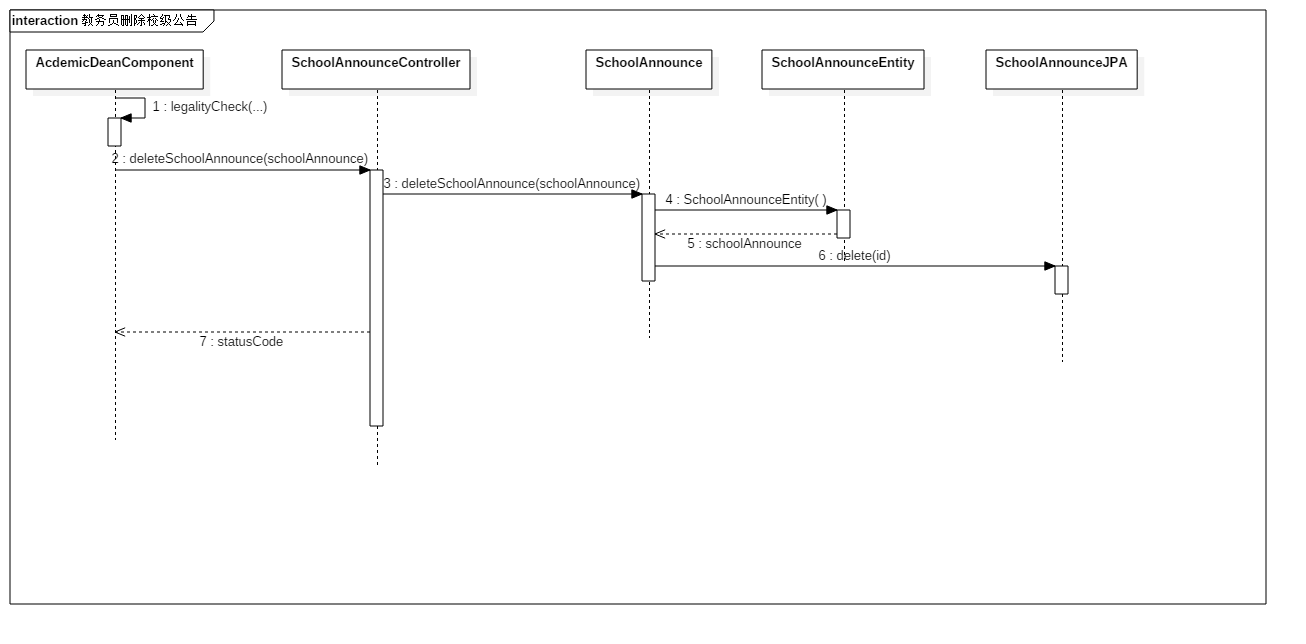 interaction 教务员删除校级公告
AcdemicDeanComponent
SchoolAnnounceController
SchoolAnnounce
SchoolAnnounceEntity
SchoolAnnounceJPA
1 : legalityCheck(...)
2 : deleteSchoolAnnounce(schoolAnnounce)
3 : deleteSchoolAnnounce(schoolAnnounce)
4 : SchoolAnnounceEntity( )
5 : schoolAnnounce
6 : delete(id)
7 : statusCode